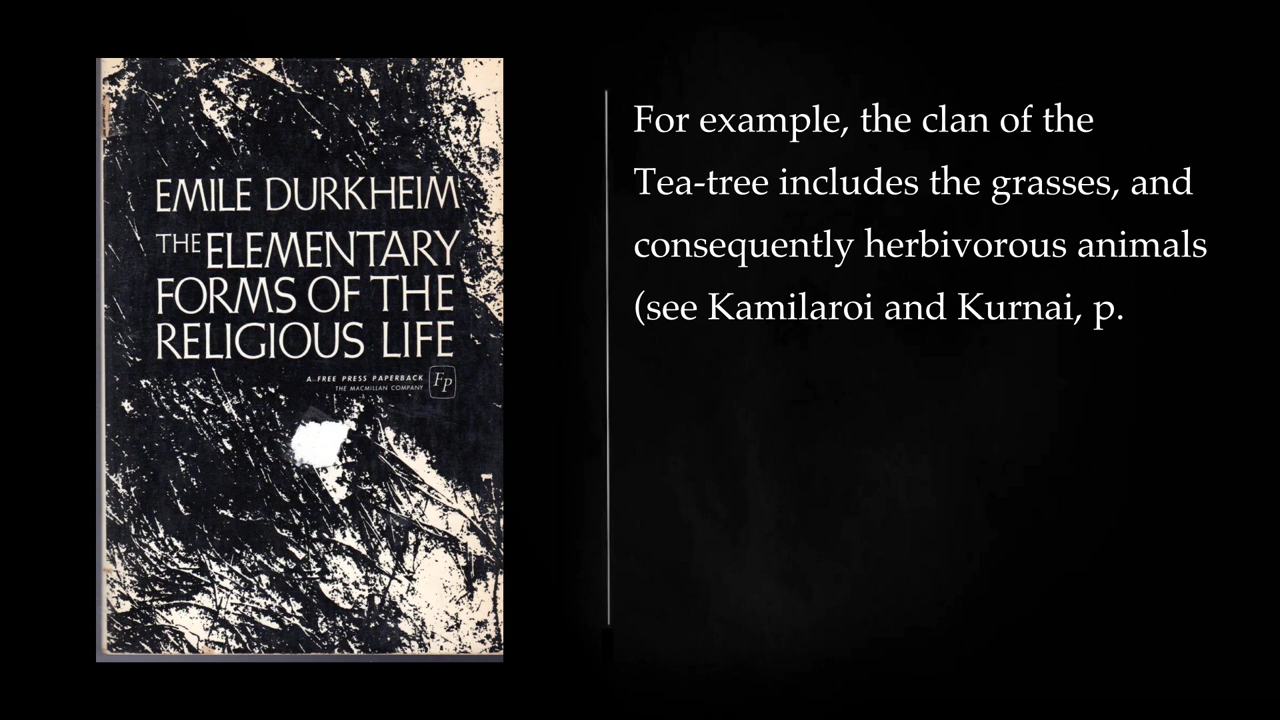 EMILE DURKHEIM
THE ELEMENTARY
FORMS OF THE
RELIGIOUS LIFE
A FREE PRESS PAPERBACK
THE MACMILLAN COMPANY
FP
For example, the clan of the
Tea-tree includes the grasses, and
consequently herbivorous animals
(see Kamilaroi and Kurnai, p.